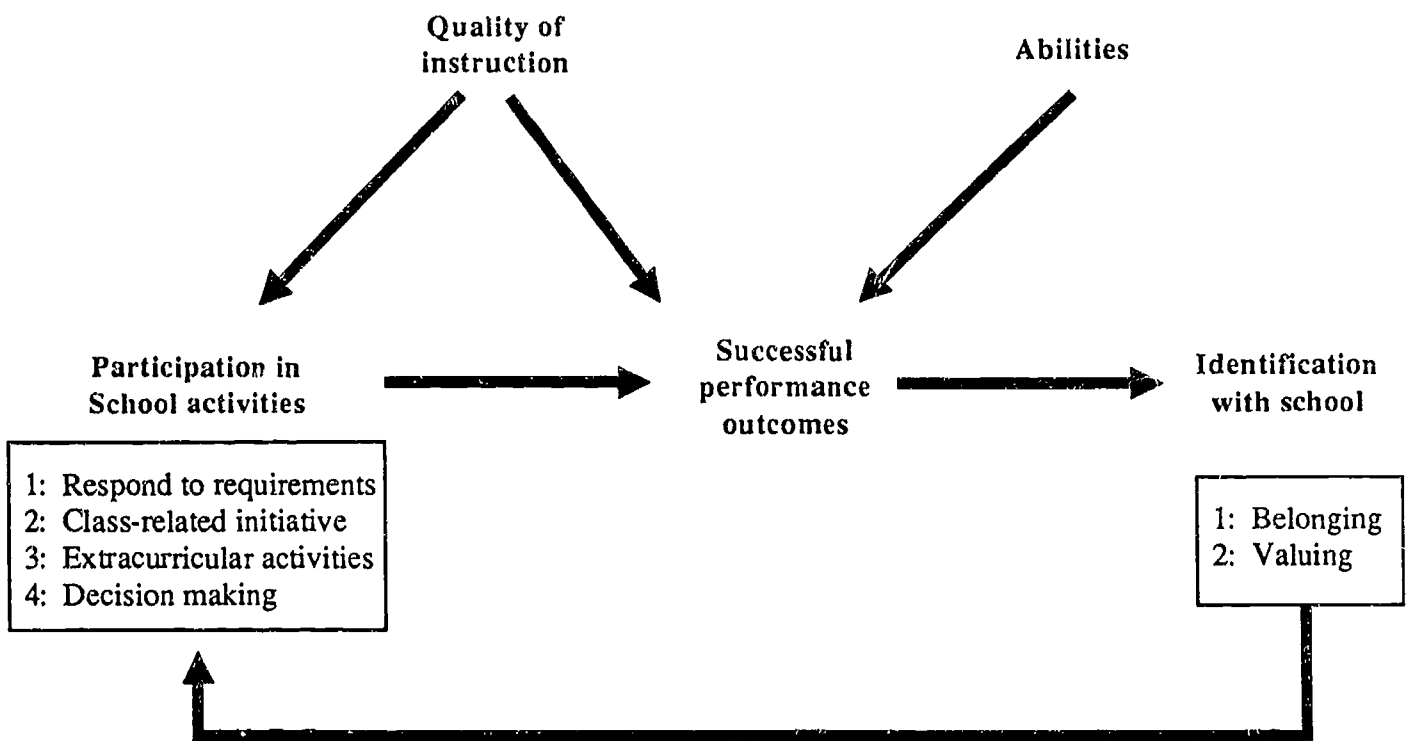 Quality of
instruction
Abilities
Participation in
School activities
Successful
performance
outcomes
Identification
with school
1: Respond to requirements
2: Class-related initiative
3: Extracurricular activities
4: Decision making
1: Belonging
2: Valuing